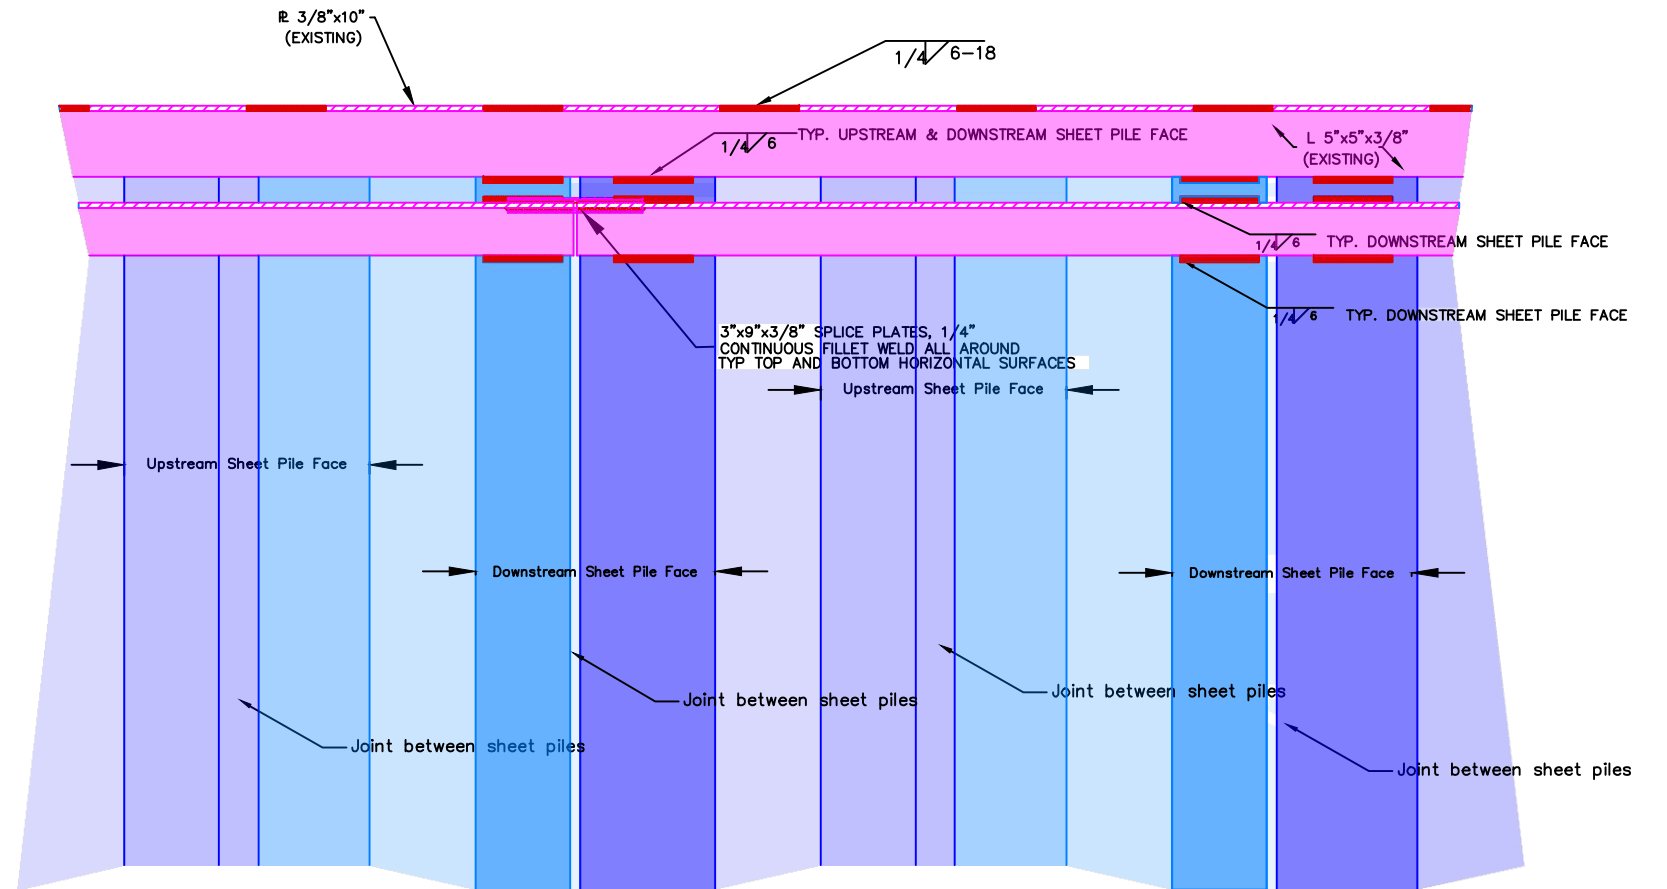 ℄ 3/8"x10"
(EXISTING)
1/4 6-18
TYP. UPSTREAM & DOWNSTREAM SHEET PILE FACE
1/4 6
L 5"x5"x3/8"
(EXISTING)
1/4 6 TYP. DOWNSTREAM SHEET PILE FACE
1/4 6 TYP. DOWNSTREAM SHEET PILE FACE
3"x9"x3/8" SPLICE PLATES, 1/4"
CONTINUOUS FILLET WELD ALL AROUND
TYP TOP AND BOTTOM HORIZONTAL SURFACES
Upstream Sheet Pile Face
Upstream Sheet Pile Face
Downstream Sheet Pile Face
Downstream Sheet Pile Face
Joint between sheet piles
Joint between sheet piles
Joint between sheet piles
Joint between sheet piles